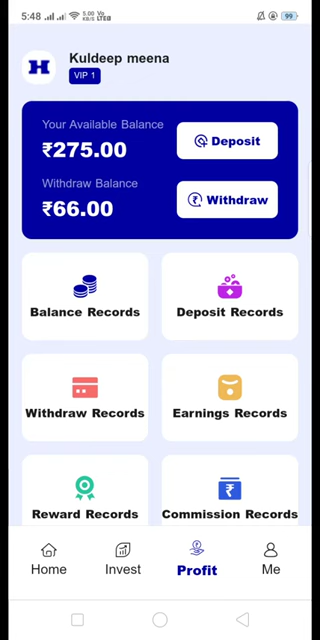 5:48
5.00 KB/S
Vo LTE
99
H
Kuldeep meena
VIP 1
Your Available Balance
₹275.00
Deposit
Withdraw Balance
₹66.00
Withdraw
Balance Records
Deposit Records
Withdraw Records
Earnings Records
Reward Records
Commission Records
Home
Invest
Profit
Me